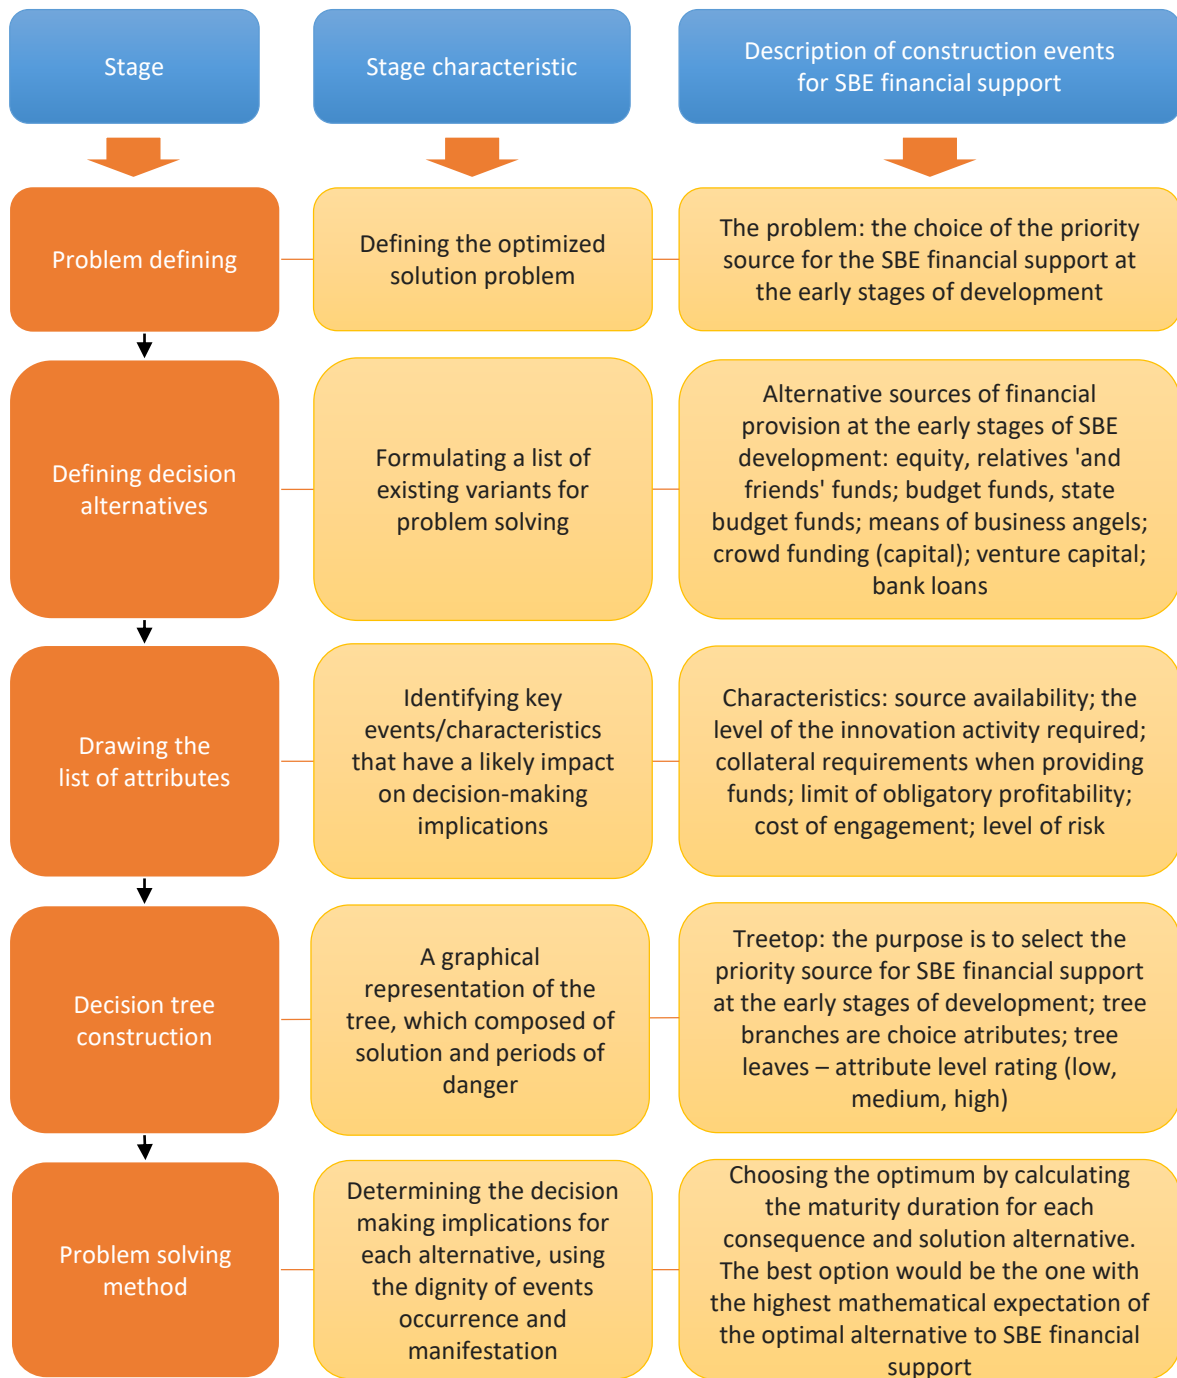 Stage
Stage characteristic
Description of construction events
for SBE financial support
Problem defining
Defining the optimized
solution problem
The problem: the choice of the priority
source for the SBE financial support at
the early stages of development
Defining decision
alternatives
Formulating a list of
existing variants for
problem solving
Alternative sources of financial
provision at the early stages of SBE
development: equity, relatives 'and
friends' funds; budget funds, state
budget funds; means of business angels;
crowd funding (capital); venture capital;
bank loans
Drawing the
list of attributes
Identifying key
events/characteristics
that have a likely impact
on decision-making
implications
Characteristics: source availability; the
level of the innovation activity required;
collateral requirements when providing
funds; limit of obligatory profitability;
cost of engagement; level of risk
Decision tree
construction
A graphical
representation of the
tree, which composed of
solution and periods of
danger
Treetop: the purpose is to select the
priority source for SBE financial support
at the early stages of development; tree
branches are choice atributes; tree
leaves – attribute level rating (low,
medium, high)
Problem solving
method
Determining the decision
making implications for
each alternative, using
the dignity of events
occurrence and
manifestation
Choosing the optimum by calculating
the maturity duration for each
consequence and solution alternative.
The best option would be the one with
the highest mathematical expectation of
the optimal alternative to SBE financial
support